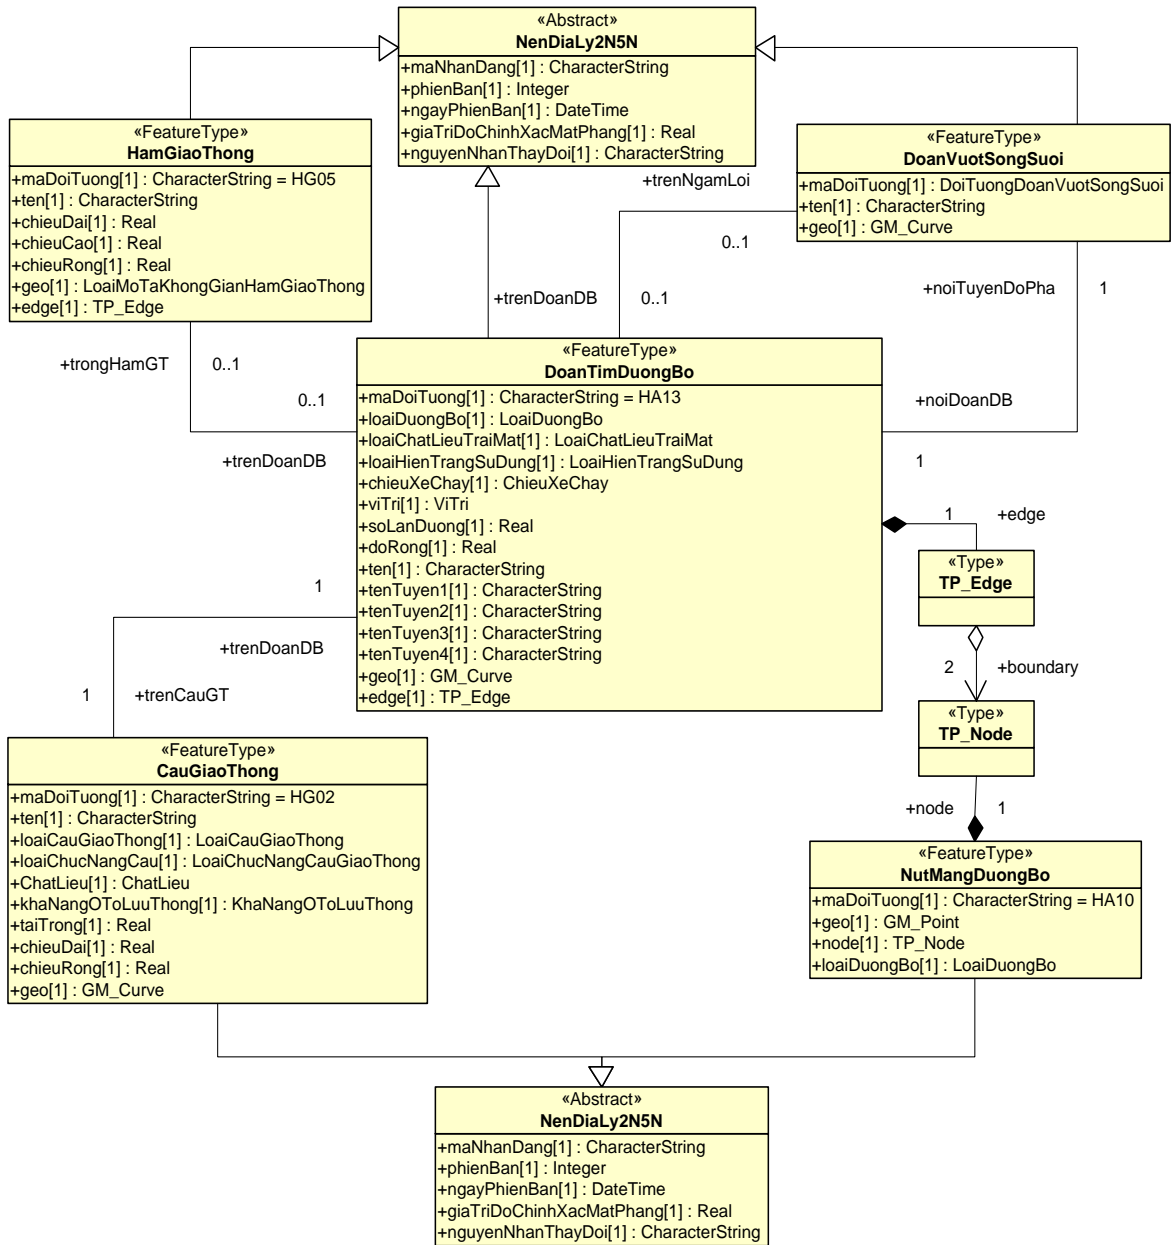 «Abstract»
NenDiaLy2N5N
+maNhanDang[1] : CharacterString
+phienBan[1] : Integer
+ngayPhienBan[1] : DateTime
+giaTriDoChinhXacMatPhang[1] : Real
+nguyenNhanThayDoi[1] : CharacterString
«FeatureType»
HamGiaoThong
+maDoiTuong[1] : CharacterString = HG05
+ten[1] : CharacterString
+chieuDai[1] : Real
+chieuCao[1] : Real
+chieuRong[1] : Real
+geo[1] : LoaiMoTaKhongGianHamGiaoThong
+edge[1] : TP_Edge
«FeatureType»
DoanVuotSongSuoi
+maDoiTuong[1] : DoiTuongDoanVuotSongSuoi
+ten[1] : CharacterString
+geo[1] : GM_Curve
+trenNgamLoi
0..1
+trenDoanDB
0..1
+noiTuyenDoPha
1
+trongHamGT
0..1
0..1
+trenDoanDB
+noiDoanDB
1
«FeatureType»
DoanTimDuongBo
+maDoiTuong[1] : CharacterString = HA13
+loaiDuongBo[1] : LoaiDuongBo
+loaiChatLieuTraiMat[1] : LoaiChatLieuTraiMat
+loaiHienTrangSuDung[1] : LoaiHienTrangSuDung
+chieuXeChay[1] : ChieuXeChay
+viTri[1] : ViTri
+soLanDuong[1] : Real
+doRong[1] : Real
+ten[1] : CharacterString
+tenTuyen1[1] : CharacterString
+tenTuyen2[1] : CharacterString
+tenTuyen3[1] : CharacterString
+tenTuyen4[1] : CharacterString
+geo[1] : GM_Curve
+edge[1] : TP_Edge
1
+edge
«Type»
TP_Edge
2
+boundary
«Type»
TP_Node
+node
1
1
+trenDoanDB
1
+trenCauGT
«FeatureType»
CauGiaoThong
+maDoiTuong[1] : CharacterString = HG02
+ten[1] : CharacterString
+loaiCauGiaoThong[1] : LoaiCauGiaoThong
+loaiChucNangCau[1] : LoaiChucNangCauGiaoThong
+ChatLieu[1] : ChatLieu
+khaNangOToLuuThong[1] : KhaNangOToLuuThong
+taiTrong[1] : Real
+chieuDai[1] : Real
+chieuRong[1] : Real
+geo[1] : GM_Curve
«FeatureType»
NutMangDuongBo
+maDoiTuong[1] : CharacterString = HA10
+geo[1] : GM_Point
+node[1] : TP_Node
+loaiDuongBo[1] : LoaiDuongBo
«Abstract»
NenDiaLy2N5N
+maNhanDang[1] : CharacterString
+phienBan[1] : Integer
+ngayPhienBan[1] : DateTime
+giaTriDoChinhXacMatPhang[1] : Real
+nguyenNhanThayDoi[1] : CharacterString